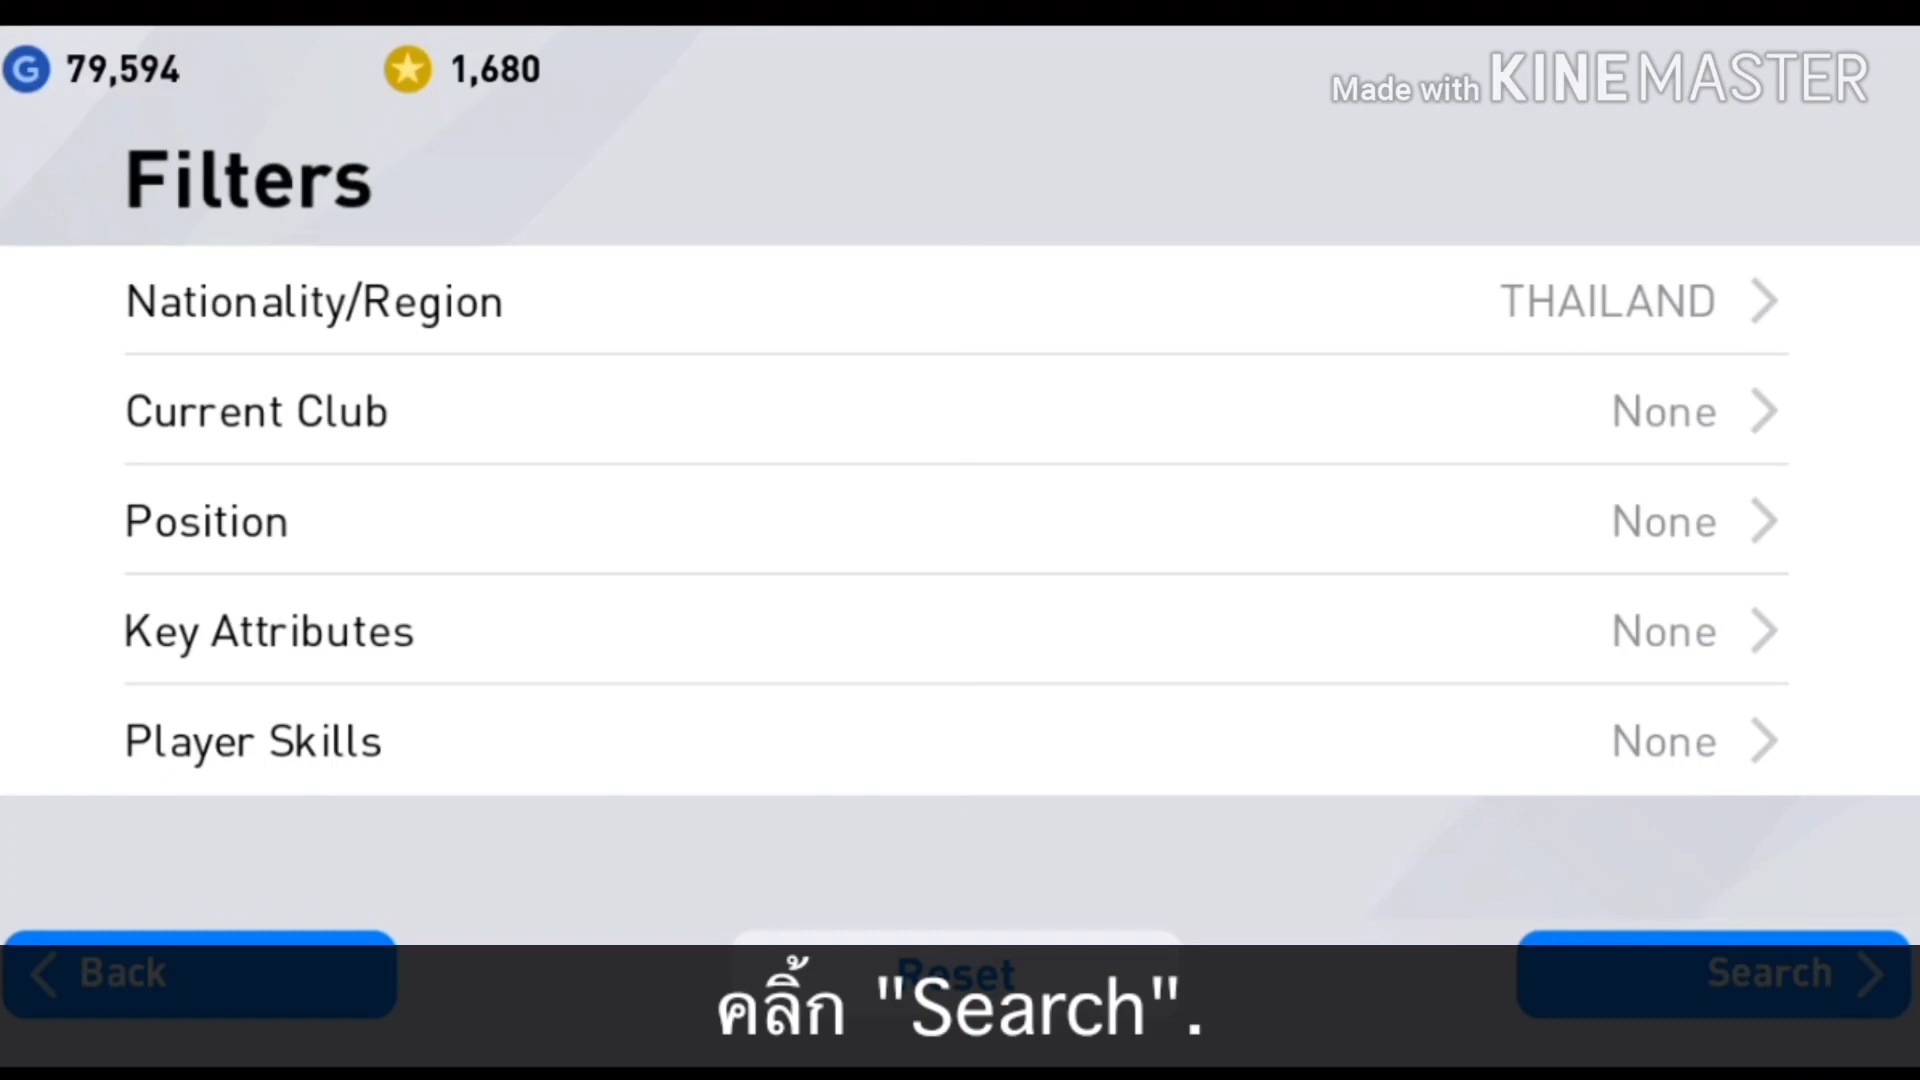 G 79,594 1,680
Made with KINEMASTER
Filters
Nationality/Region THAILAND
Current Club None
Position None
Key Attributes None
Player Skills None
Back Reset Search
คลิ้ก "Search".